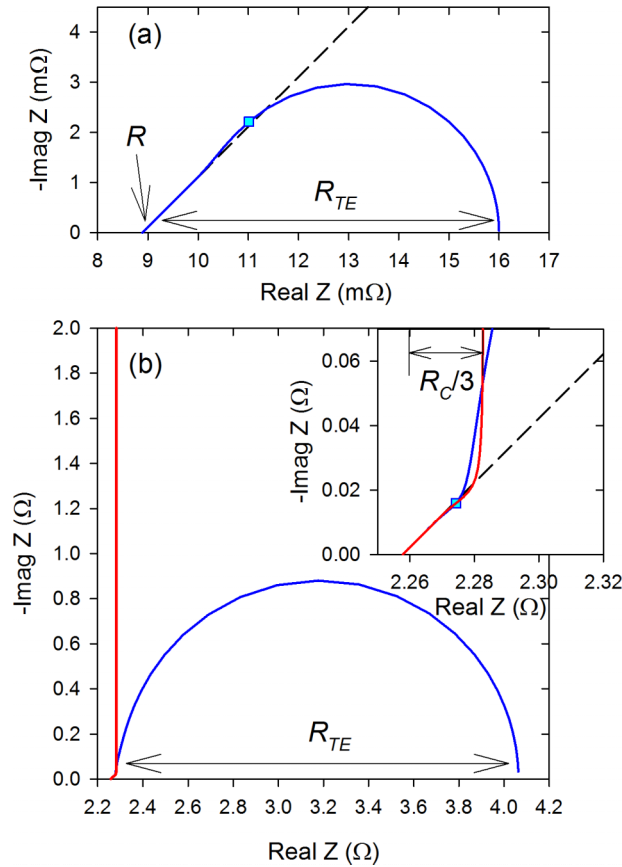 (a)
-Imag Z (mΩ)
4
3
2
1
0
R
R_TE
8 9 10 11 12 13 14 15 16 17
Real Z (mΩ)
(b)
-Imag Z (Ω)
2.0
1.8
1.6
1.4
1.2
1.0
0.8
0.6
0.4
0.2
0.0
R_TE
2.2 2.4 2.6 2.8 3.0 3.2 3.4 3.6 3.8 4.0 4.2
Real Z (Ω)
-Imag Z (Ω)
0.06
0.04
0.02
0.00
R_C/3
2.26 2.28 2.30 2.32
Real Z (Ω)